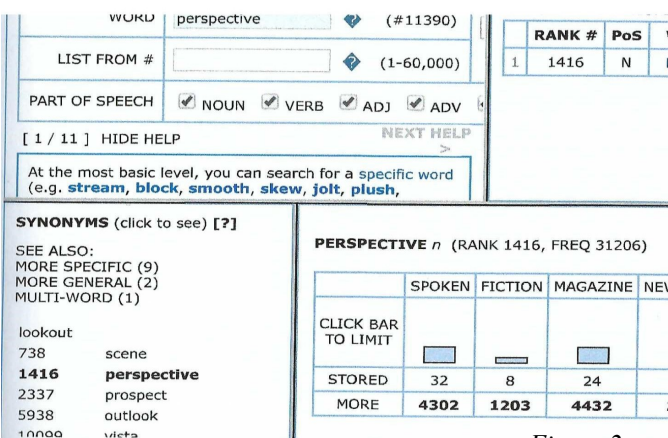 WORD perspective (#11390)
LIST FROM # (1-60,000)
PART OF SPEECH NOUN VERB ADJ ADV
[ 1 / 11 ] HIDE HELP NEXT HELP >
At the most basic level, you can search for a specific word
(e.g. stream, block, smooth, skew, jolt, plush,
RANK # PoS
1 1416 N
SYNONYMS (click to see) [?]
SEE ALSO:
MORE SPECIFIC (9)
MORE GENERAL (2)
MULTI-WORD (1)
lookout
738 scene
1416 perspective
2337 prospect
5938 outlook
10099 vista
PERSPECTIVE n (RANK 1416, FREQ 31206)
SPOKEN FICTION MAGAZINE
CLICK BAR
TO LIMIT
STORED 32 8 24
MORE 4302 1203 4432